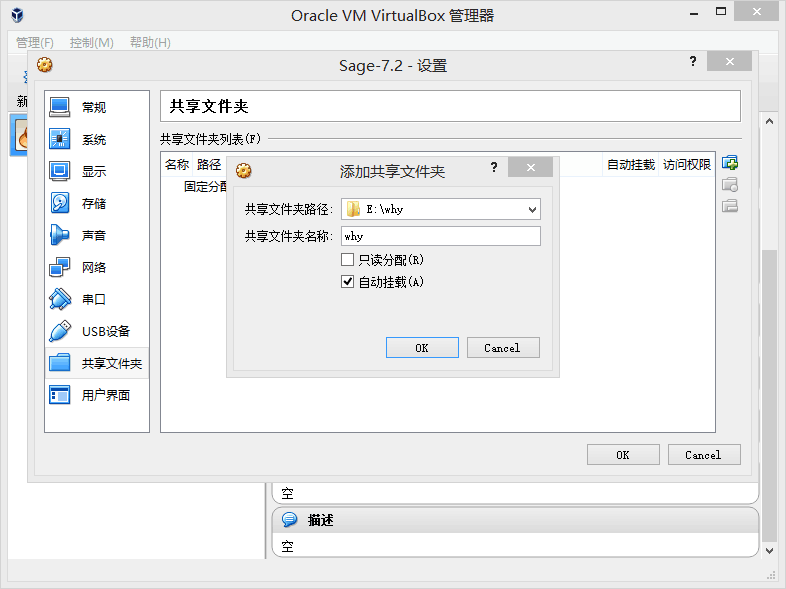 Oracle VM VirtualBox 管理器
管理(F) 控制(M) 帮助(H)
Sage-7.2 - 设置
?
新
常规
系统
显示
存储
声音
网络
串口
USB设备
共享文件夹
用户界面
共享文件夹
共享文件夹列表(F)
名称 路径 自动挂载 访问权限
固定分配
添加共享文件夹
?
共享文件夹路径: E:\why
共享文件夹名称: why
只读分配(R)
自动挂载(A)
OK Cancel
OK Cancel
空
描述
空